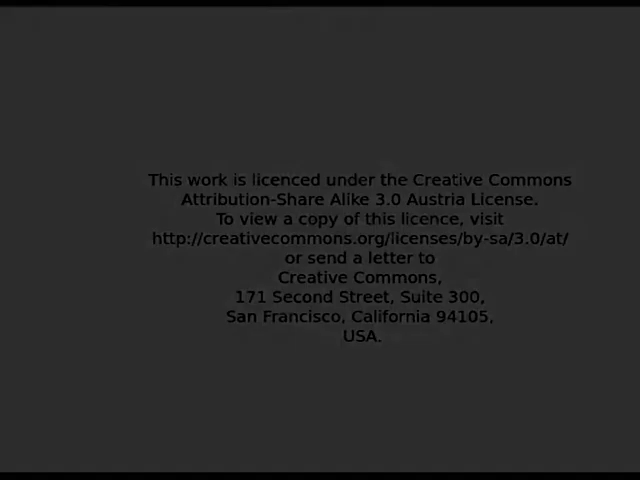 This work is licenced under the Creative Commons
Attribution-Share Alike 3.0 Austria License.
To view a copy of this licence, visit
http://creativecommons.org/licenses/by-sa/3.0/at/
or send a letter to
Creative Commons,
171 Second Street, Suite 300,
San Francisco, California 94105,
USA.